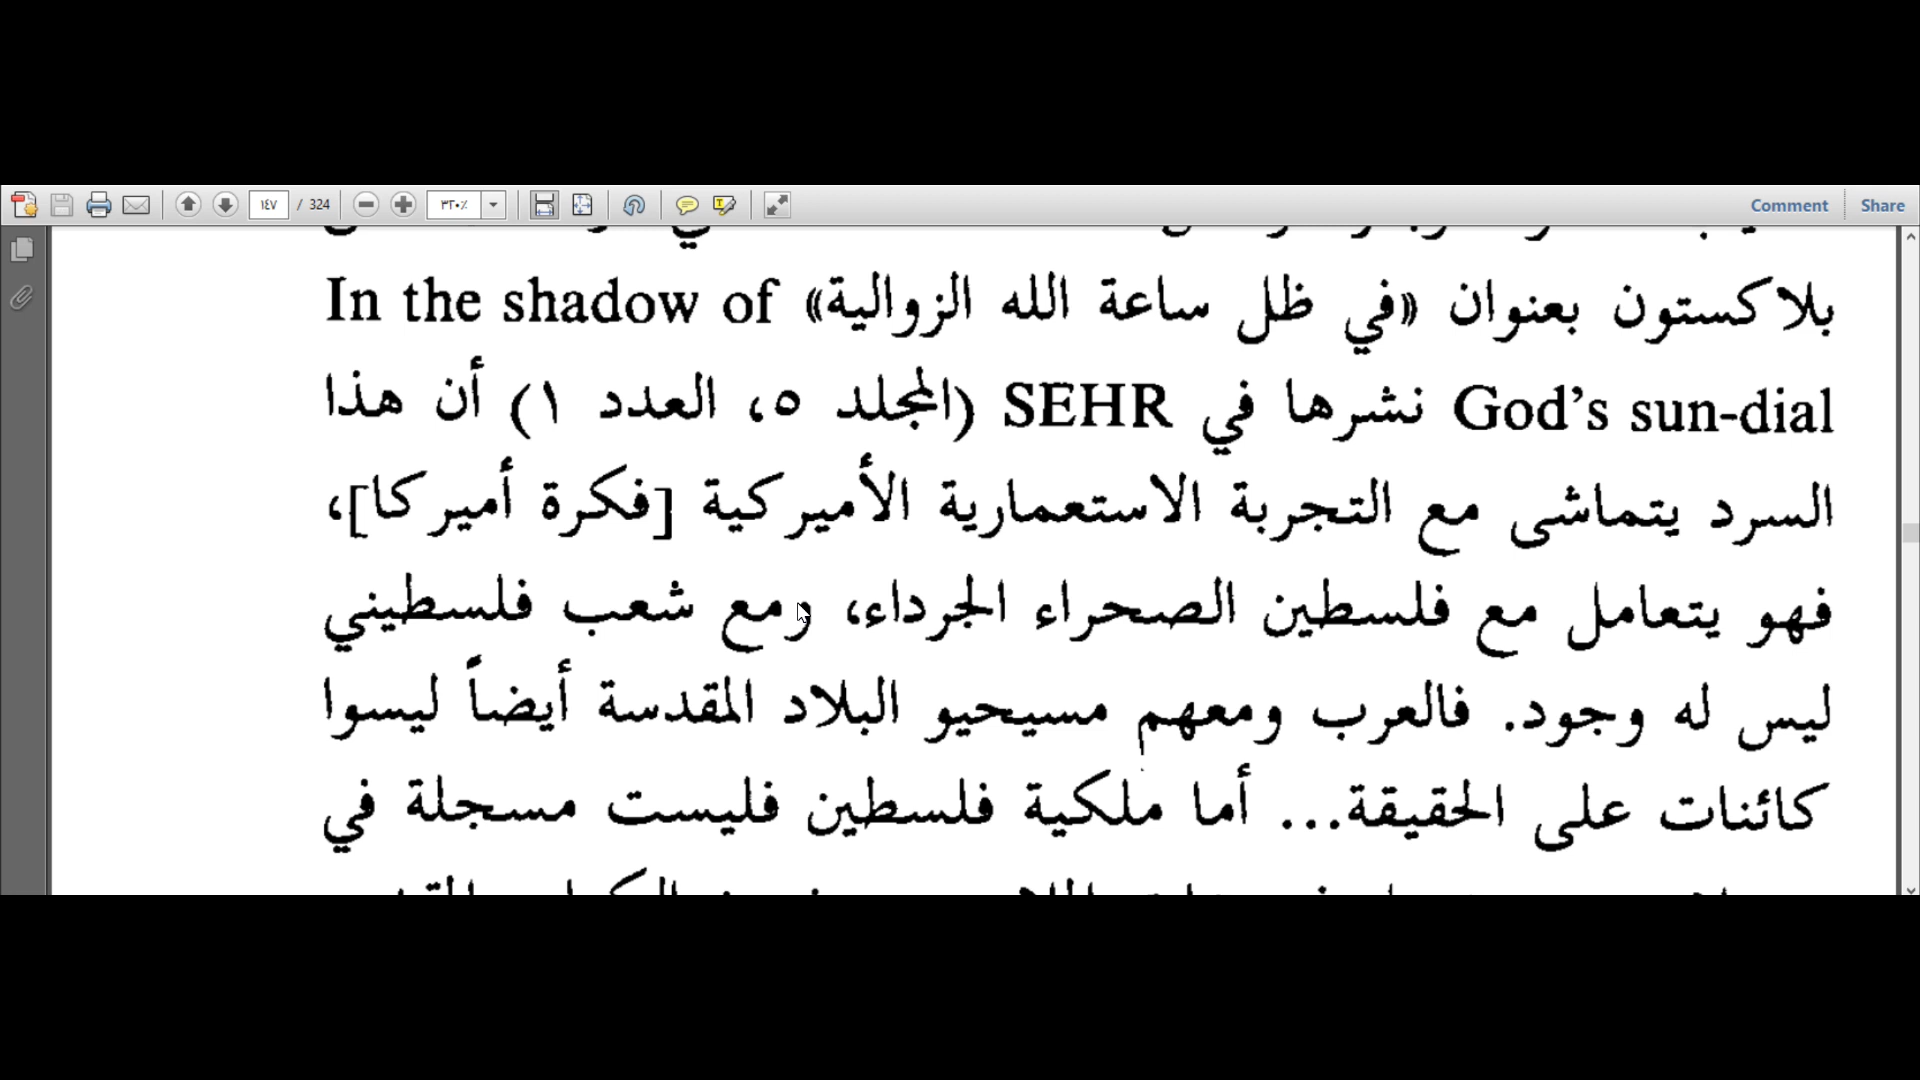 ١٤٧ / 324 ٣٢٠٪ Comment Share
بلاكستون بعنوان «في ظل ساعة الله الزوالية» In the shadow of
God's sun-dial نشرها في SEHR (المجلد ٥، العدد ١) أن هذا
السرد يتماشى مع التجربة الاستعمارية الأميركية [فكرة أميركا]،
فهو يتعامل مع فلسطين الصحراء الجرداء، ومع شعب فلسطيني
ليس له وجود. فالعرب ومعهم مسيحيو البلاد المقدسة أيضاً ليسوا
كائنات على الحقيقة... أما ملكية فلسطين فليست مسجلة في